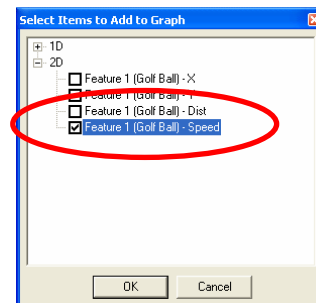 Select Items to Add to Graph
1D
2D
Feature 1 (Golf Ball) - X
Feature 1 (Golf Ball) - Y
Feature 1 (Golf Ball) - Dist
Feature 1 (Golf Ball) - Speed
OK Cancel